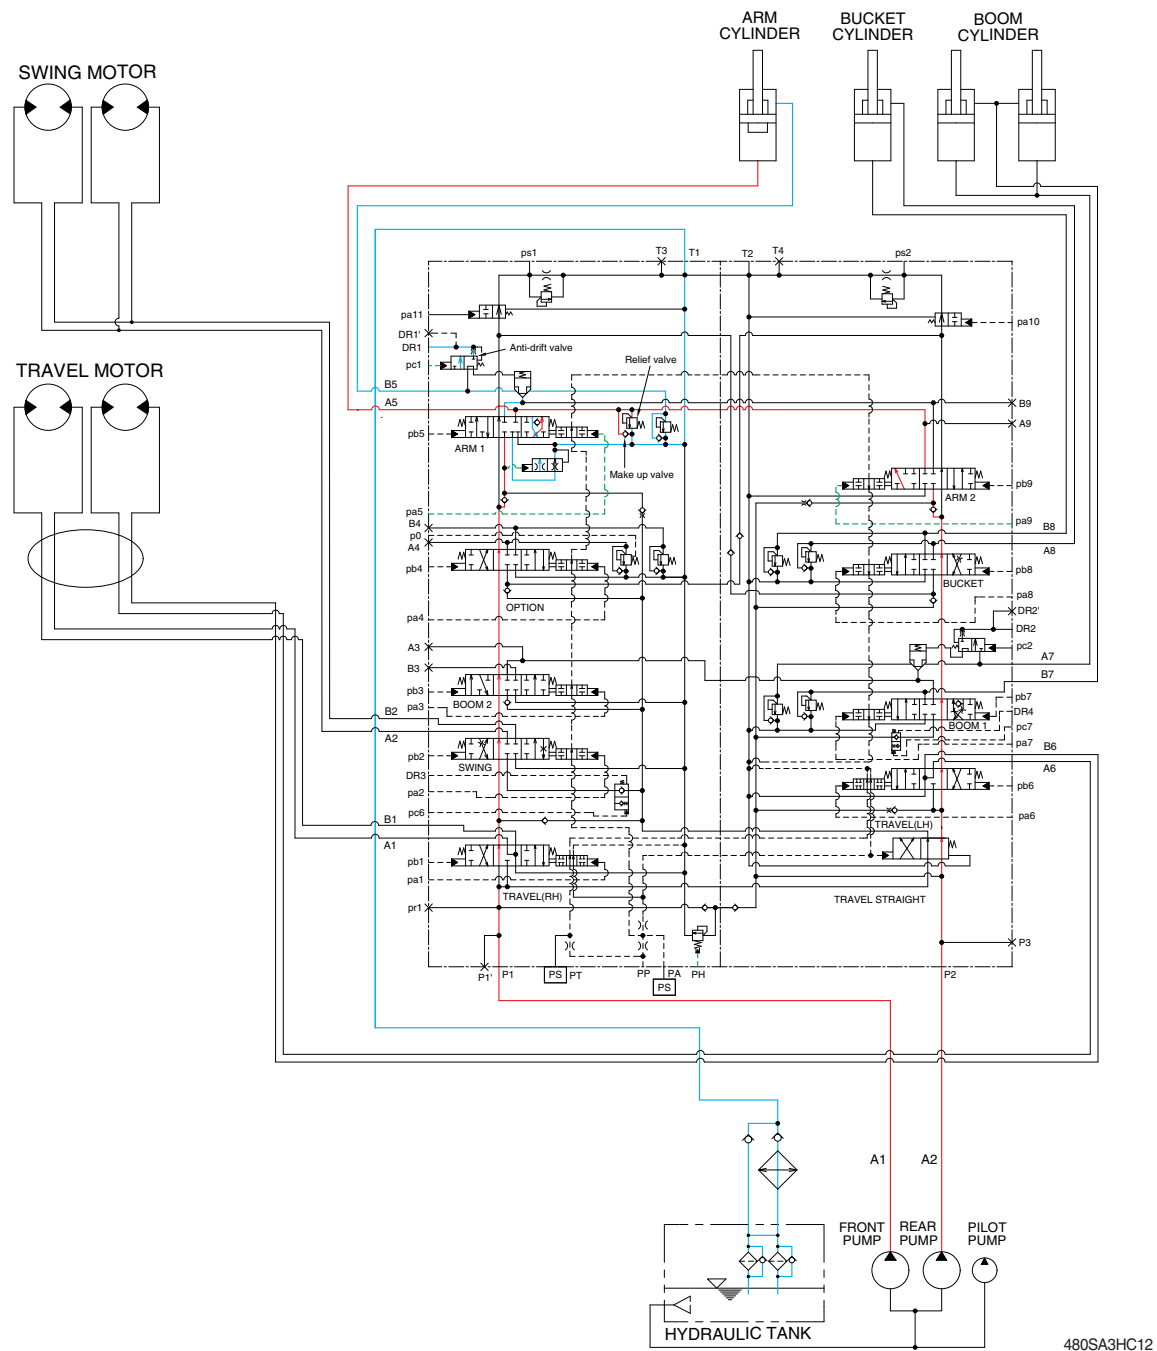 ARM
CYLINDER
BUCKET
CYLINDER
BOOM
CYLINDER
SWING MOTOR
TRAVEL MOTOR
ps1
T3
T1
T2
T4
ps2
pa11
DR1'
DR1
Anti-drift valve
pc1
Relief valve
pa10
B5
A5
B9
A9
pb5
ARM 1
Make up valve
pa5
B4
p0
A4
pb4
OPTION
pa4
pb9
ARM 2
pa9
B8
A8
pb8
BUCKET
pa8
DR2'
DR2
pc2
A7
B7
A3
B3
pb3
BOOM 2
pa3
B2
A2
pb2
SWING
DR3
pa2
pc6
B1
A1
pb1
pa1
TRAVEL(RH)
pr1
pb7
DR4
BOOM 1
pc7
pa7
B6
A6
pb6
pa6
TRAVEL(LH)
TRAVEL STRAIGHT
P3
P1'
P1
PS
PT
PP
PA
PS
PH
P2
A1
A2
FRONT
PUMP
REAR
PUMP
PILOT
PUMP
HYDRAULIC TANK
480SA3HC12